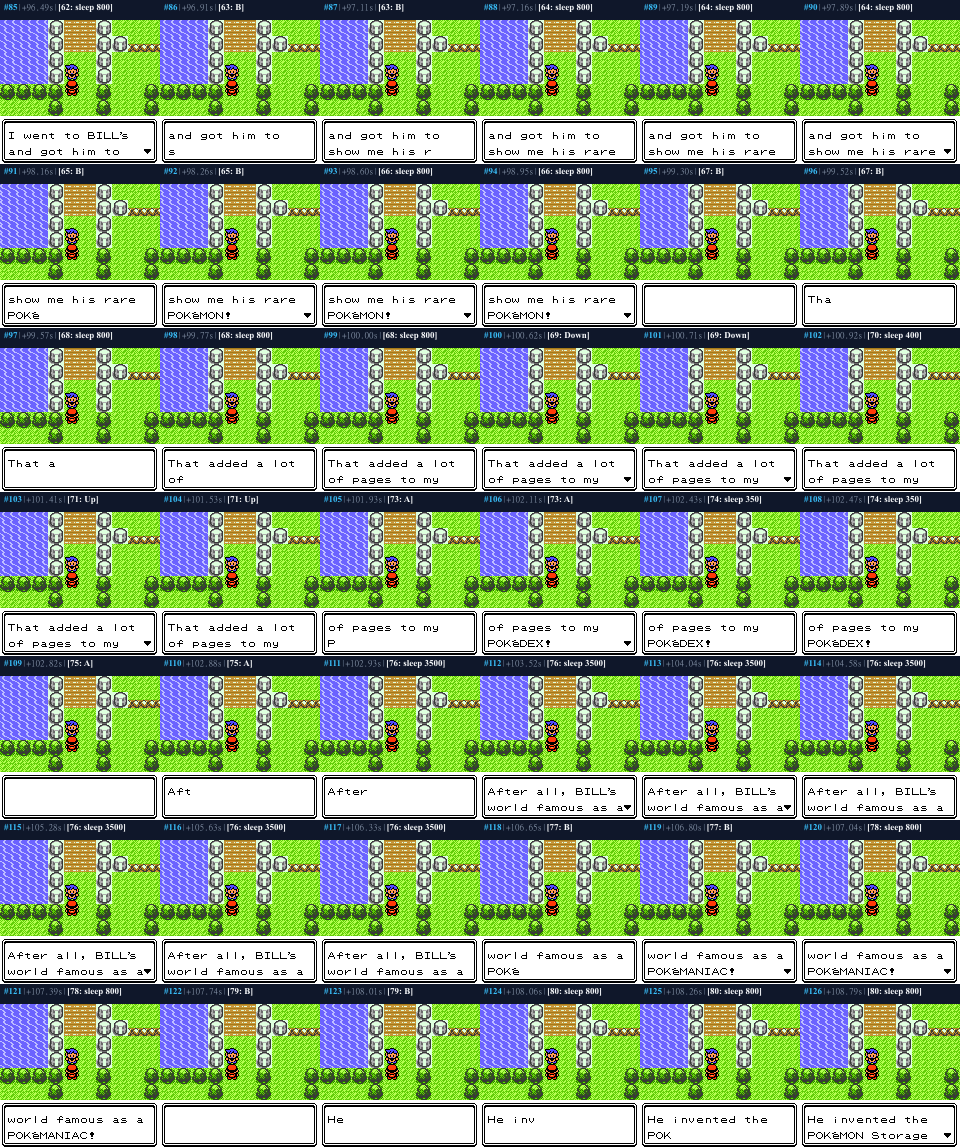 #85 +96.49s [62: sleep 800] #86 +96.91s [63: B] #87 +97.11s [63: B] #88 +97.16s [64: sleep 800] #89 +97.19s [64: sleep 800] #90 +97.89s [64: sleep 800]
I went to BILL's
and got him to
and got him to
s
and got him to
show me his r
and got him to
show me his rare
and got him to
show me his rare
and got him to
show me his rare
#91 +98.16s [65: B] #92 +98.26s [65: B] #93 +98.60s [66: sleep 800] #94 +98.95s [66: sleep 800] #95 +99.30s [67: B] #96 +99.52s [67: B]
show me his rare
POKé
show me his rare
POKéMON!
show me his rare
POKéMON!
show me his rare
POKéMON!
Tha
#97 +99.57s [68: sleep 800] #98 +99.77s [68: sleep 800] #99 +100.00s [68: sleep 800] #100 +100.62s [69: Down] #101 +100.71s [69: Down] #102 +100.92s [70: sleep 400]
That a
That added a lot
of
That added a lot
of pages to my
That added a lot
of pages to my
That added a lot
of pages to my
That added a lot
of pages to my
#103 +101.41s [71: Up] #104 +101.53s [71: Up] #105 +101.93s [73: A] #106 +102.11s [73: A] #107 +102.43s [74: sleep 350] #108 +102.47s [74: sleep 350]
That added a lot
of pages to my
That added a lot
of pages to my
of pages to my
P
of pages to my
POKéDEX!
of pages to my
POKéDEX!
of pages to my
POKéDEX!
#109 +102.82s [75: A] #110 +102.88s [75: A] #111 +102.93s [76: sleep 3500] #112 +103.52s [76: sleep 3500] #113 +104.04s [76: sleep 3500] #114 +104.58s [76: sleep 3500]
Aft
After
After all, BILL's
world famous as a
After all, BILL's
world famous as a
After all, BILL's
world famous as a
#115 +105.28s [76: sleep 3500] #116 +105.63s [76: sleep 3500] #117 +106.33s [76: sleep 3500] #118 +106.65s [77: B] #119 +106.80s [77: B] #120 +107.04s [78: sleep 800]
After all, BILL's
world famous as a
After all, BILL's
world famous as a
After all, BILL's
world famous as a
world famous as a
POKé
world famous as a
POKéMANIAC!
world famous as a
POKéMANIAC!
#121 +107.39s [78: sleep 800] #122 +107.74s [79: B] #123 +108.01s [79: B] #124 +108.06s [80: sleep 800] #125 +108.26s [80: sleep 800] #126 +108.79s [80: sleep 800]
world famous as a
POKéMANIAC!
He
He inv
He invented the
POK
He invented the
POKéMON Storage